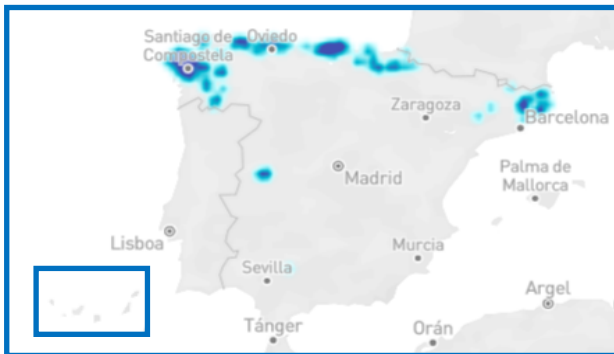 Santiago de
Compostela
Oviedo
Zaragoza
Barcelona
Madrid
Palma de
Mallorca
Lisboa
Murcia
Sevilla
Argel
Tánger
Orán